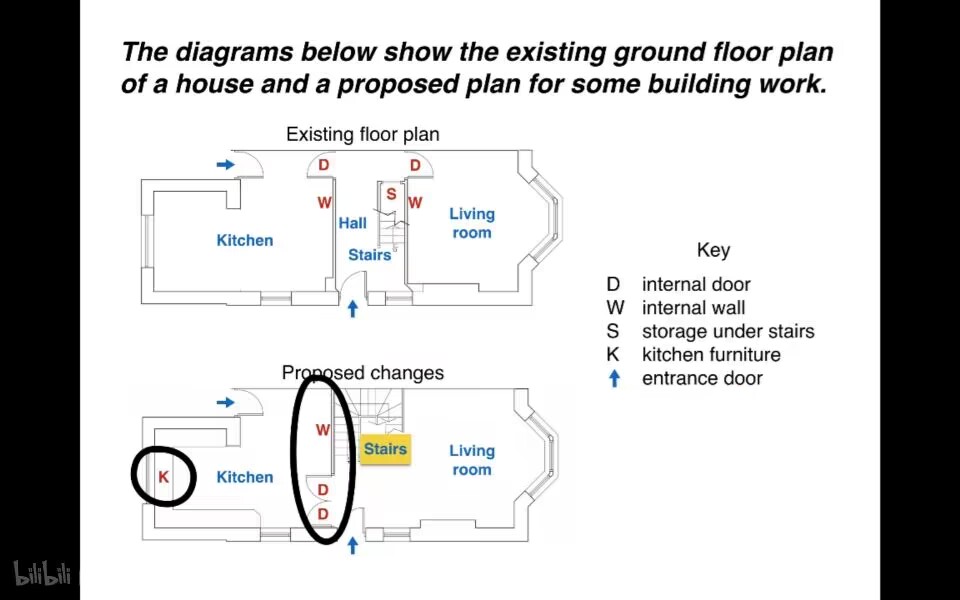 The diagrams below show the existing ground floor plan
of a house and a proposed plan for some building work.
Existing floor plan
D
D
W
S
W
Hall
Living
room
Kitchen
Stairs
Key
D internal door
W internal wall
S storage under stairs
K kitchen furniture
entrance door
Proposed changes
W
Stairs
Living
room
K
Kitchen
D
D
bilibili